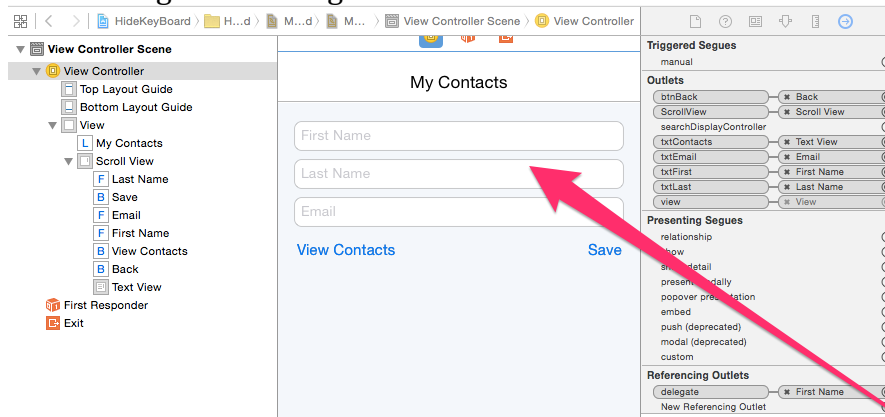 HideKeyBoard H...d M...d M... View Controller Scene View Controller
View Controller Scene
View Controller
Top Layout Guide
Bottom Layout Guide
View
L My Contacts
Scroll View
F Last Name
B Save
F Email
F First Name
B View Contacts
B Back
Text View
First Responder
Exit
My Contacts
First Name
Last Name
Email
View Contacts Save
Triggered Segues
manual
Outlets
btnBack Back
ScrollView Scroll View
searchDisplayController
txtContacts Text View
txtEmail Email
txtFirst First Name
txtLast Last Name
view View
Presenting Segues
relationship
show
detail
popover
embed
push (deprecated)
modal (deprecated)
custom
Referencing Outlets
delegate First Name
New Referencing Outlet